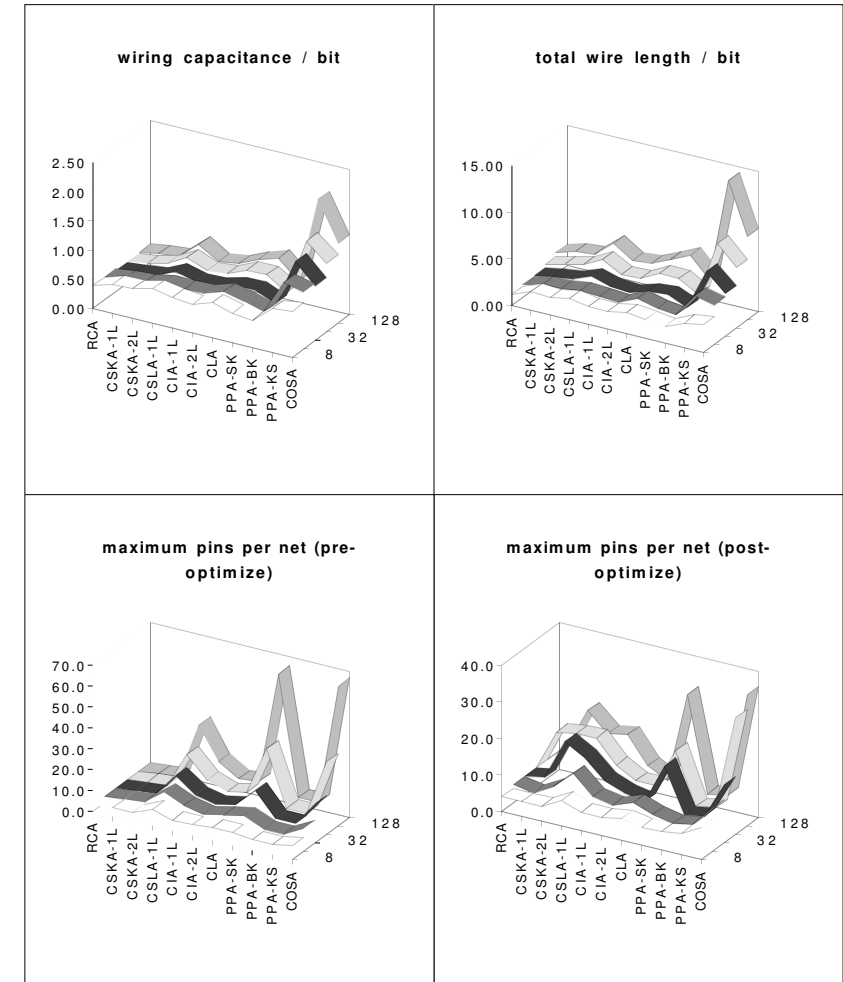 wiring capacitance / bit
2.50
2.00
1.50
1.00
0.50
0.00
RCA
CSKA-1L
CSKA-2L
CSLA-1L
CIA-1L
CIA-2L
CLA
PPA-SK
PPA-BK
PPA-KS
COSA
8
32
128
total wire length / bit
15.00
10.00
5.00
0.00
RCA
CSKA-1L
CSKA-2L
CSLA-1L
CIA-1L
CIA-2L
CLA
PPA-SK
PPA-BK
PPA-KS
COSA
8
32
128
maximum pins per net (pre-
optimize)
70.0
60.0
50.0
40.0
30.0
20.0
10.0
0.0
RCA
CSKA-1L
CSKA-2L
CSLA-1L
CIA-1L
CIA-2L
CLA
PPA-SK
PPA-BK
PPA-KS
COSA
8
32
128
maximum pins per net (post-
optimize)
40.0
30.0
20.0
10.0
0.0
RCA
CSKA-1L
CSKA-2L
CSLA-1L
CIA-1L
CIA-2L
CLA
PPA-SK
PPA-BK
PPA-KS
COSA
8
32
128